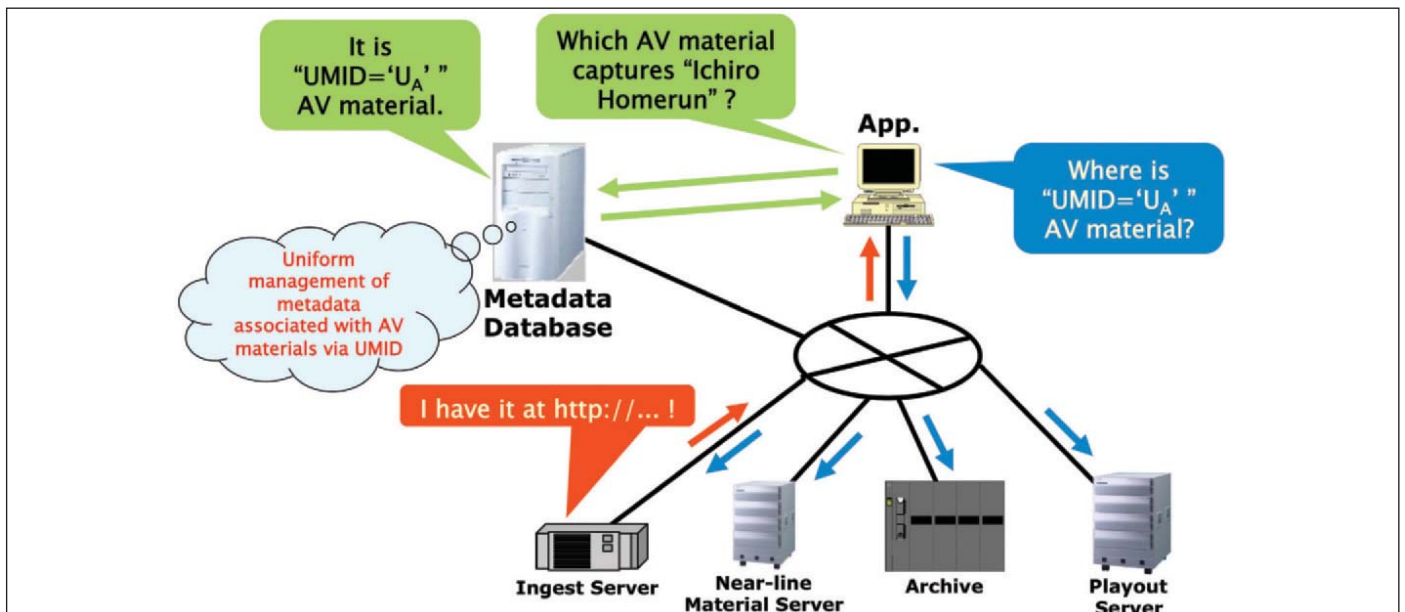 It is
“UMID=‘UA’ ”
AV material.
Which AV material
captures “Ichiro
Homerun” ?
App.
Where is
“UMID=‘UA’ ”
AV material?
Uniform
management of
metadata
associated with AV
materials via UMID
Metadata
Database
I have it at http://... !
Ingest Server
Near-line
Material Server
Archive
Playout
Server